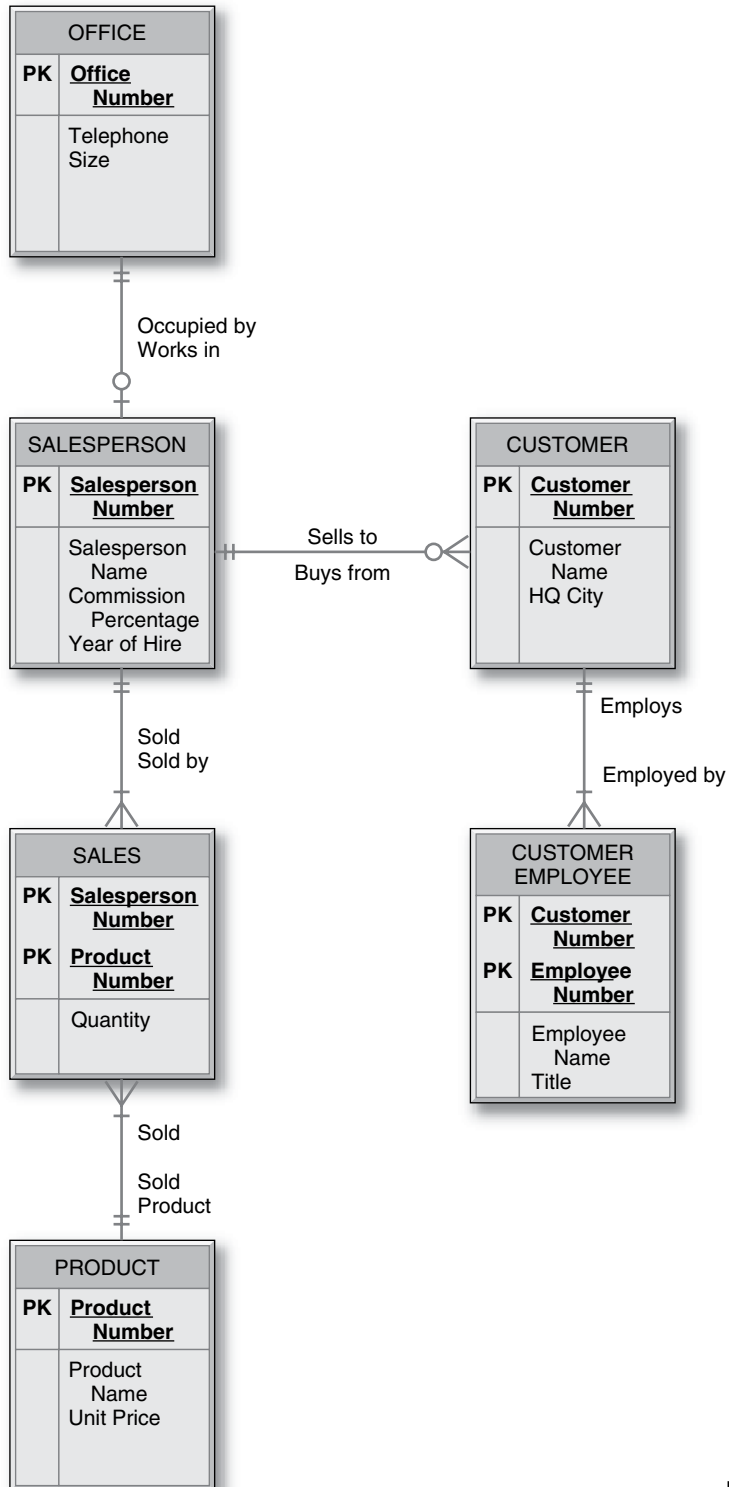 OFFICE
PK Office
Number
Telephone
Size
Occupied by
Works in
SALESPERSON
PK Salesperson
Number
Salesperson
Name
Commission
Percentage
Year of Hire
Sells to
Buys from
CUSTOMER
PK Customer
Number
Customer
Name
HQ City
Sold
Sold by
Employs
Employed by
SALES
PK Salesperson
Number
PK Product
Number
Quantity
CUSTOMER
EMPLOYEE
PK Customer
Number
PK Employee
Number
Employee
Name
Title
Sold
Sold
Product
PRODUCT
PK Product
Number
Product
Name
Unit Price